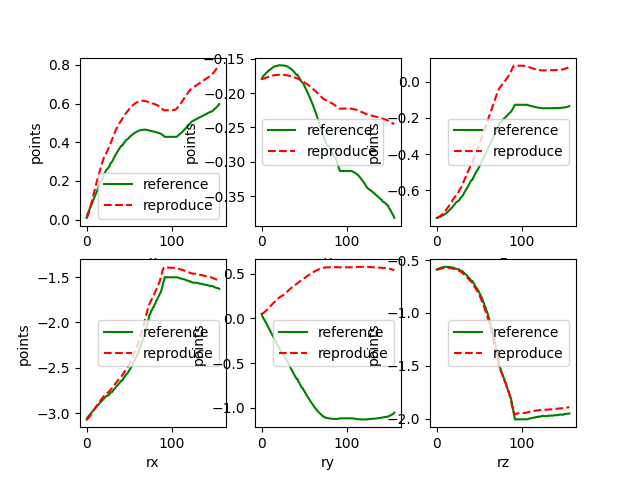 0.8
0.6
0.4
0.2
0.0
points
0
100
reference
reproduce
−0.15
−0.20
−0.25
−0.30
−0.35
points
0
100
reference
reproduce
0.0
−0.2
−0.4
−0.6
points
0
100
reference
reproduce
−1.5
−2.0
−2.5
−3.0
points
0
100
rx
reference
reproduce
0.5
0.0
−0.5
−1.0
points
0
100
ry
reference
reproduce
−0.5
−1.0
−1.5
−2.0
points
0
100
rz
reference
reproduce